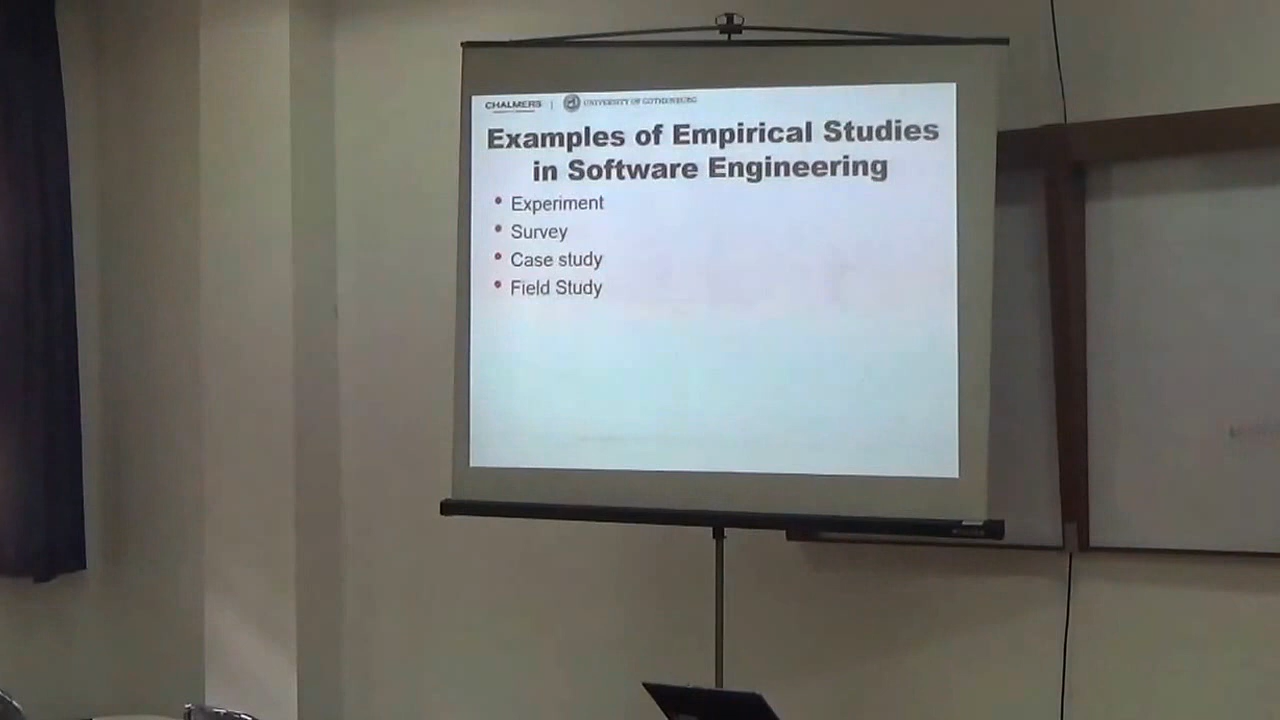 CHALMERS | UNIVERSITY OF GOTHENBURG
Examples of Empirical Studies
in Software Engineering
• Experiment
• Survey
• Case study
• Field Study